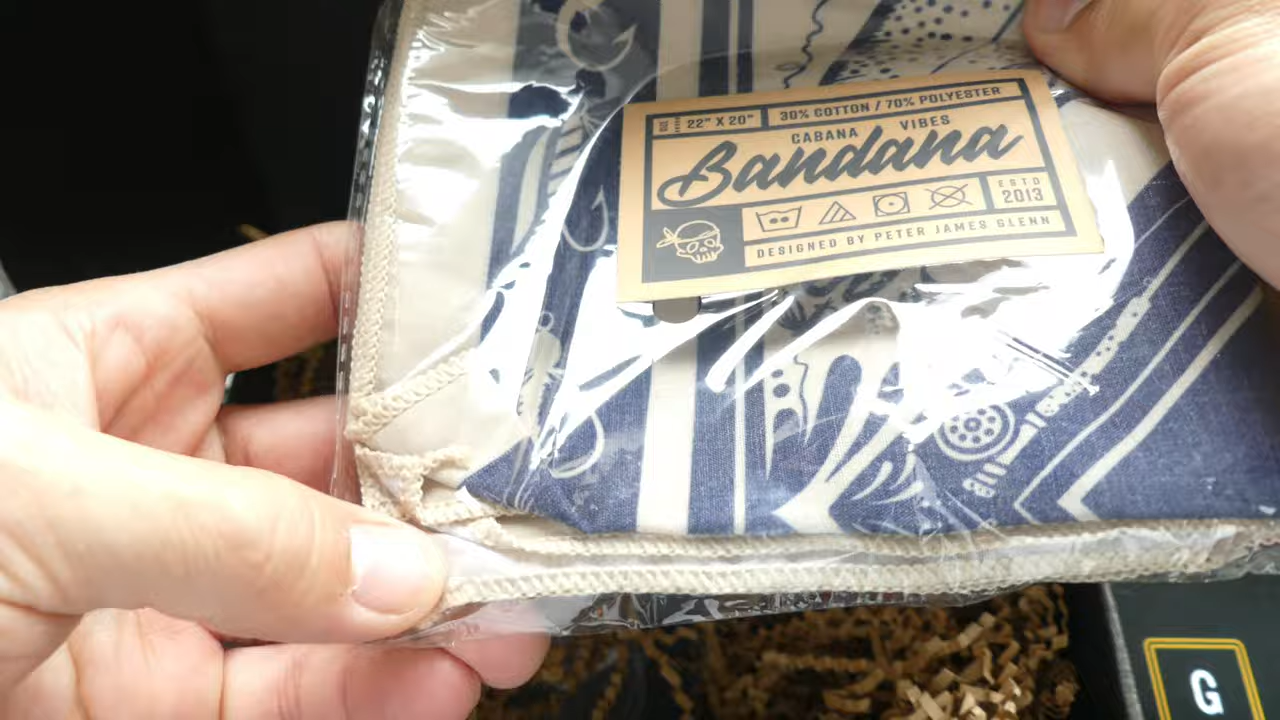 22" X 20" 30% COTTON / 70% POLYESTER
CABANA VIBES
Bandana
ESTD
2013
DESIGNED BY PETER JAMES GLENN
G